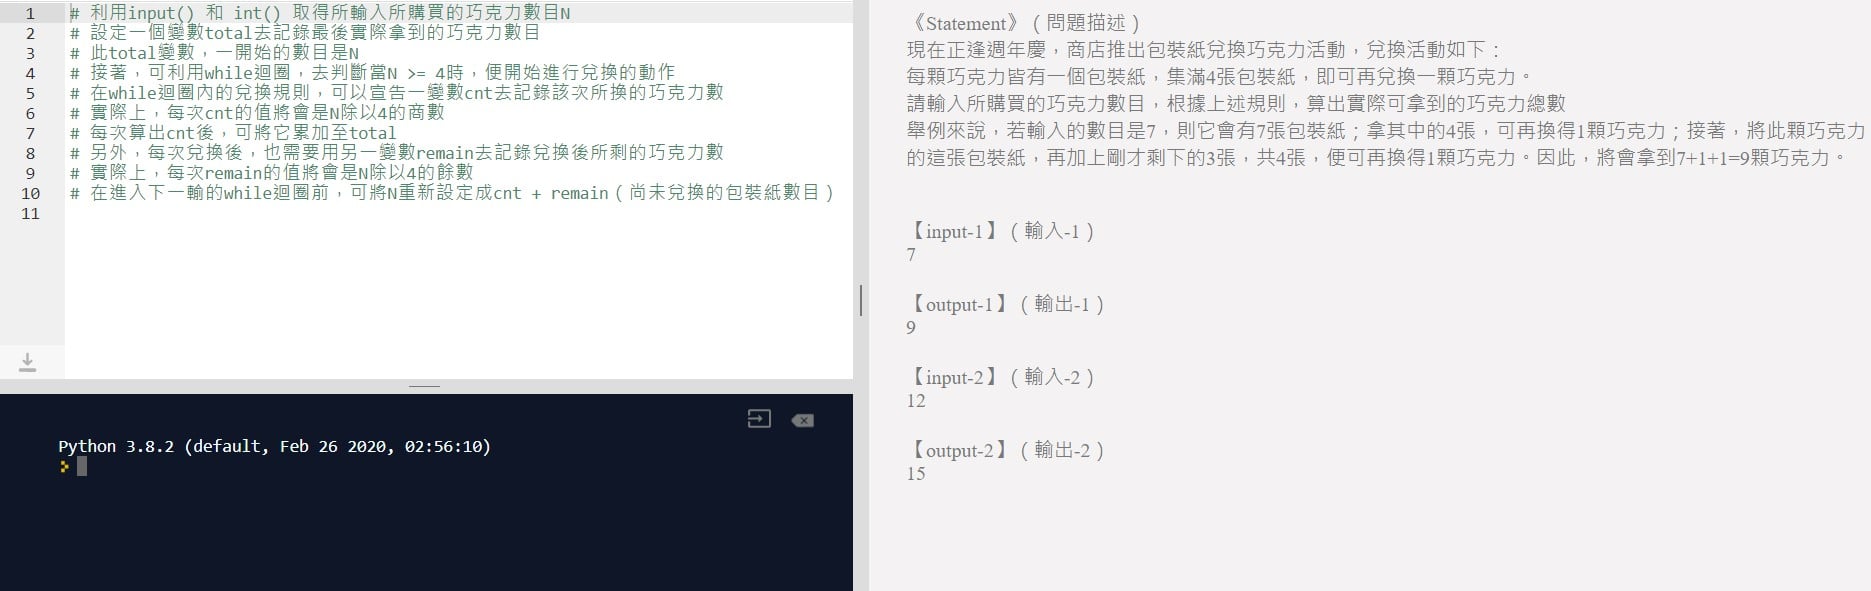 1 # 利用input() 和 int() 取得所輸入所購買的巧克力數目N
2 # 設定一個變數total去記錄最後實際拿到的巧克力數目
3 # 此total變數，一開始的數目是N
4 # 接著，可利用while迴圈，去判斷當N >= 4時，便開始進行兌換的動作
5 # 在while迴圈內的兌換規則，可以宣告一變數cnt去記錄該次所換的巧克力數
6 # 實際上，每次cnt的值將會是N除以4的商數
7 # 每次算出cnt後，可將它累加至total
8 # 另外，每次兌換後，也需要用另一變數remain去記錄兌換後所剩的巧克力數
9 # 實際上，每次remain的值將會是N除以4的餘數
10 # 在進入下一輪的while迴圈前，可將N重新設定成cnt + remain（尚未兌換的包裝紙數目）
11
Python 3.8.2 (default, Feb 26 2020, 02:56:10)
《Statement》（問題描述）
現在正逢週年慶，商店推出包裝紙兌換巧克力活動，兌換活動如下：
每顆巧克力皆有一個包裝紙，集滿4張包裝紙，即可再兌換一顆巧克力。
請輸入所購買的巧克力數目，根據上述規則，算出實際可拿到的巧克力總數
舉例來說，若輸入的數目是7，則它會有7張包裝紙；拿其中的4張，可再換得1顆巧克力；接著，將此顆巧克力
的這張包裝紙，再加上剛才剩下的3張，共4張，便可再換得1顆巧克力。因此，將會拿到7+1+1=9顆巧克力。
【input-1】（輸入-1）
7
【output-1】（輸出-1）
9
【input-2】（輸入-2）
12
【output-2】（輸出-2）
15